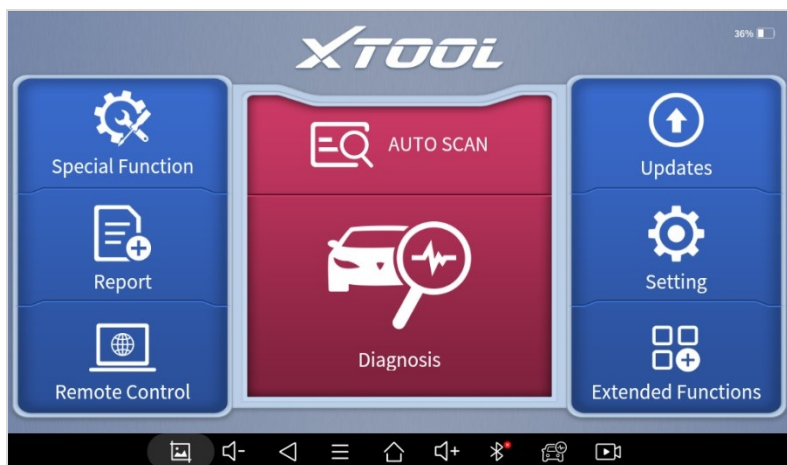 XTOOL
36%
Special Function
Report
Remote Control
AUTO SCAN
Diagnosis
Updates
Setting
Extended Functions